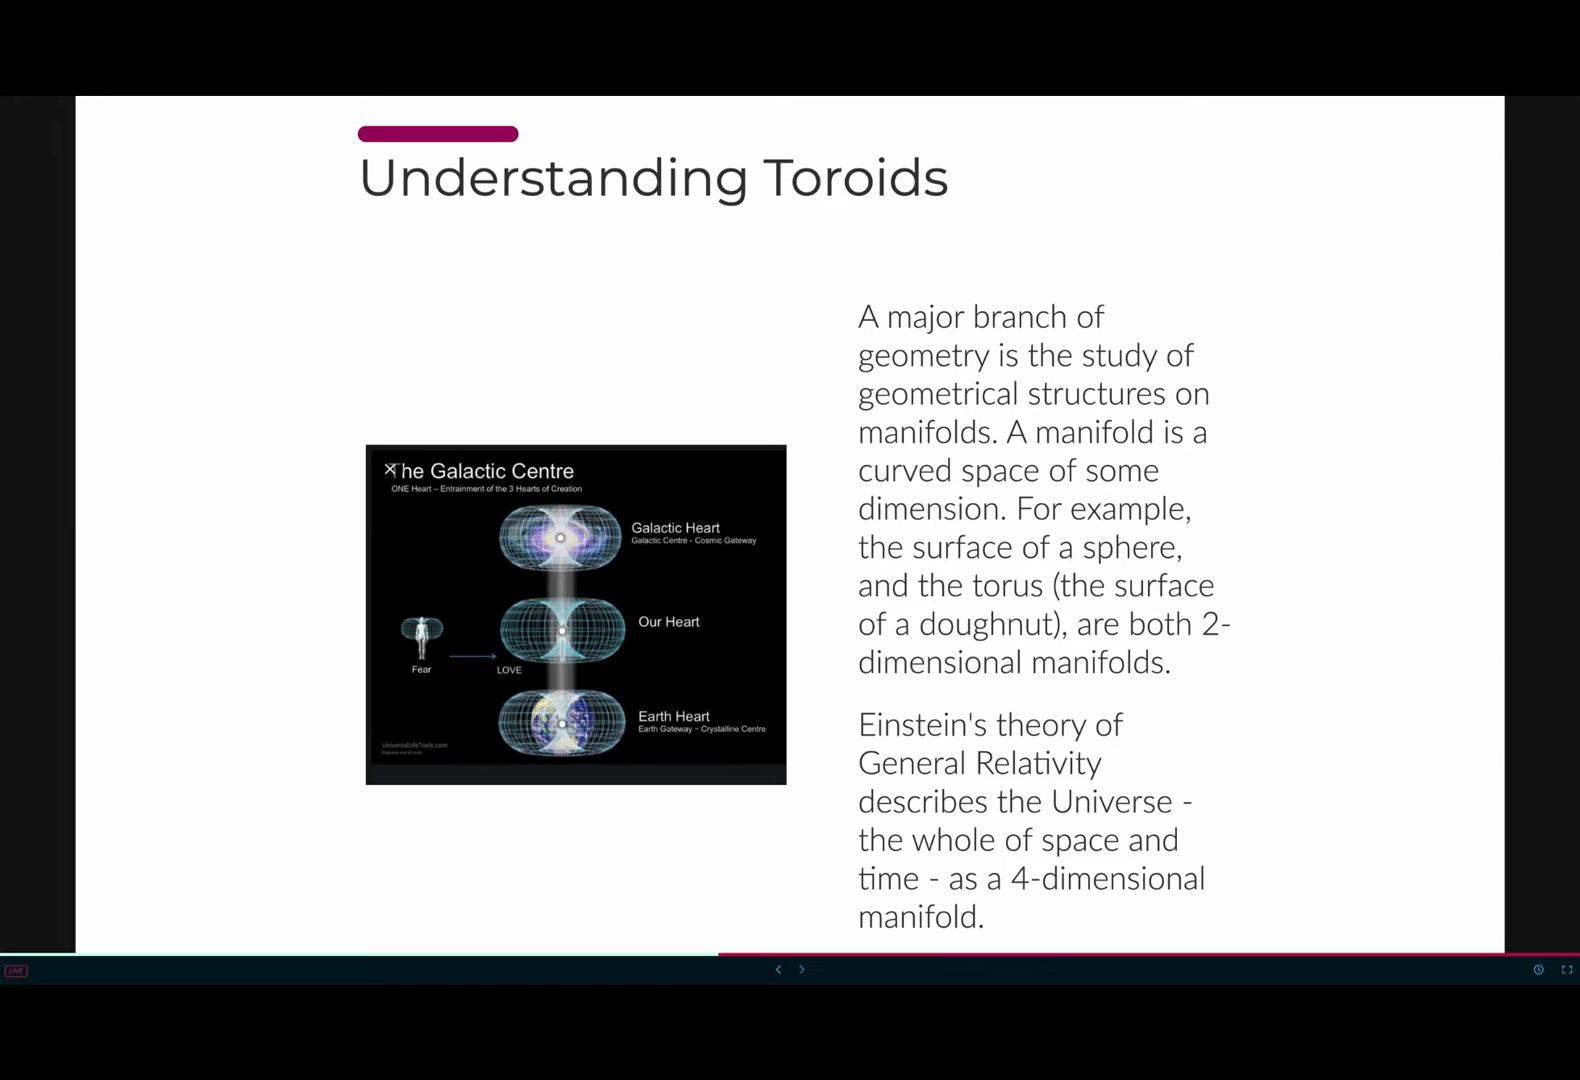 Understanding Toroids
The Galactic Centre
ONE Heart – Entrainment of the 3 Hearts of Creation
Galactic Heart
Galactic Centre - Cosmic Gateway
Our Heart
Fear
LOVE
Earth Heart
Earth Gateway ~ Crystalline Centre
UniversalLifeTools.com
A major branch of
geometry is the study of
geometrical structures on
manifolds. A manifold is a
curved space of some
dimension. For example,
the surface of a sphere,
and the torus (the surface
of a doughnut), are both 2-
dimensional manifolds.
Einstein's theory of
General Relativity
describes the Universe -
the whole of space and
time - as a 4-dimensional
manifold.
LIVE